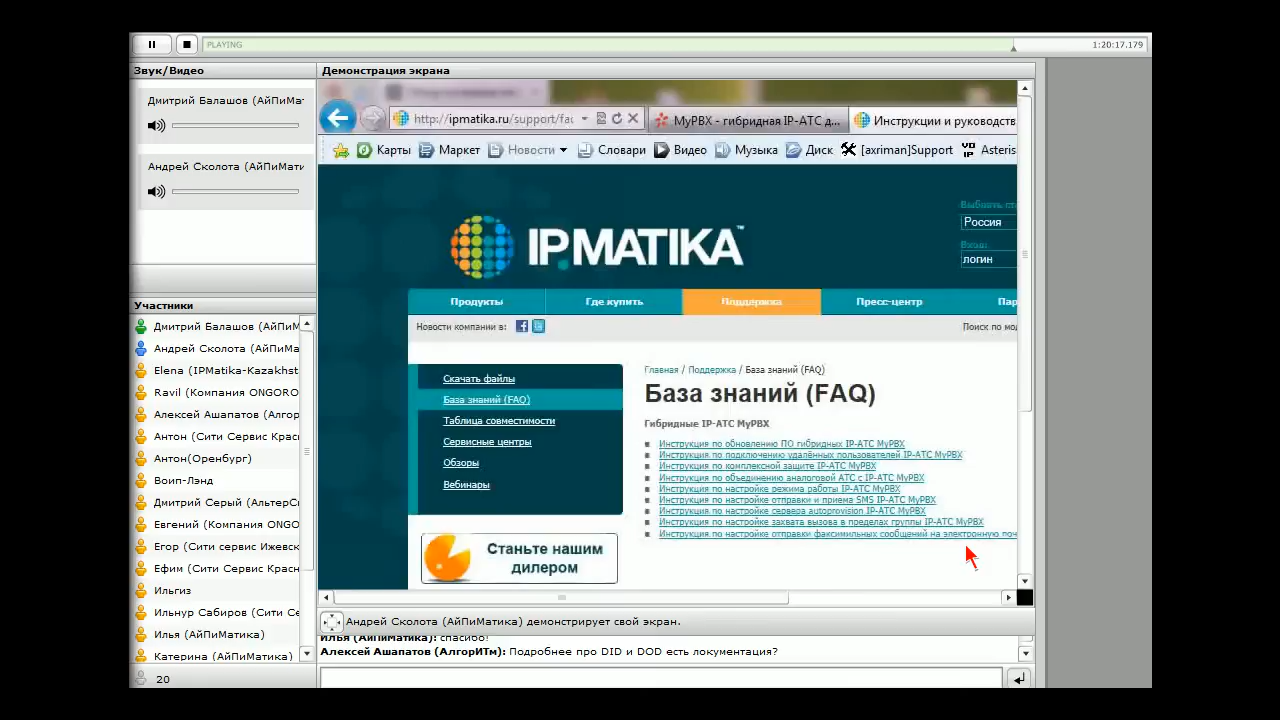 PLAYING
1:20:17.179
Звук/Видео
Дмитрий Балашов (АйПиМат
Андрей Сколота (АйПиМати
Участники
Дмитрий Балашов (АйПиМ
Андрей Сколота (АйПиМа
Elena (IPMatika-Kazakhst
Ravil (Компания ONGORO
Алексей Ашапатов (Алгор
Антон (Сити Сервис Крас
Антон(Оренбург)
Воип-Лэнд
Дмитрий Серый (АльтерС
Евгений (Компания ONGO
Егор (Сити сервис Ижевск
Ефим (Сити Сервис Красн
Ильгиз
Ильнур Сабиров (Сити Се
Илья (АйПиМатика)
Катерина (АйПиМатика)
20
Демонстрация экрана
http://ipmatika.ru/support/fac
MyPBX - гибридная IP-АТС д...
Инструкции и руководств
Карты Маркет Новости Словари Видео Музыка Диск [axriman]Support Asteris
IPMATIKA™
Выбрать ст
Россия
Вход:
логин
Продукты Где купить Поддержка Пресс-центр Пар
Новости компании в:
Поиск по мод
Скачать файлы
База знаний (FAQ)
Таблица совместимости
Сервисные центры
Обзоры
Вебинары
Станьте нашим
дилером
Главная / Поддержка / База знаний (FAQ)
База знаний (FAQ)
Гибридные IP-АТС MyPBX
Инструкция по обновлению ПО гибридных IP-АТС MyPBX
Инструкция по подключению удалённых пользователей IP-АТС MyPBX
Инструкция по комплексной защите IP-АТС MyPBX
Инструкция по объединению аналоговой АТС с IP-АТС MyPBX
Инструкция по настройке режима работы IP-АТС MyPBX
Инструкция по настройке отправки и приема SMS IP-АТС MyPBX
Инструкция по настройке сервера autoprovision IP-АТС MyPBX
Инструкция по настройке захвата вызова в пределах группы IP-АТС MyPBX
Инструкция по настройке отправки факсимильных сообщений на электронную поч
Андрей Сколота (АйПиМатика) демонстрирует свой экран.
Илья (АйПиМатика): спасибо!
Алексей Ашапатов (АлгорИТм): Подробнее про DID и DOD есть локументация?